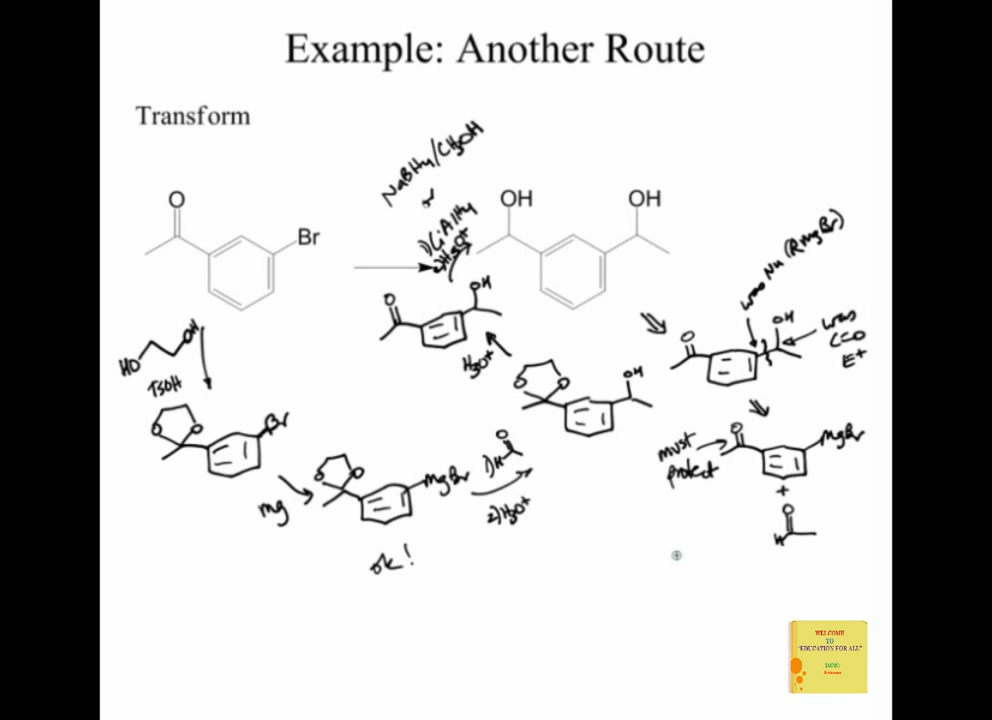 Example: Another Route
Transform
NaBH4/CH3OH
or
1) LiAlH4
2) H3O+
O
Br
OH
OH
was Nu (RMgBr)
was
C=O
E+
OH
O
HO
OH
TsOH
O
O
Br
Mg
O
O
MgBr
ok!
1)
H
O
2) H3O+
O
O
OH
H3O+
O
OH
must
protect
O
MgBr
+
O
H
WELCOME
TO
"EDUCATION FOR ALL"